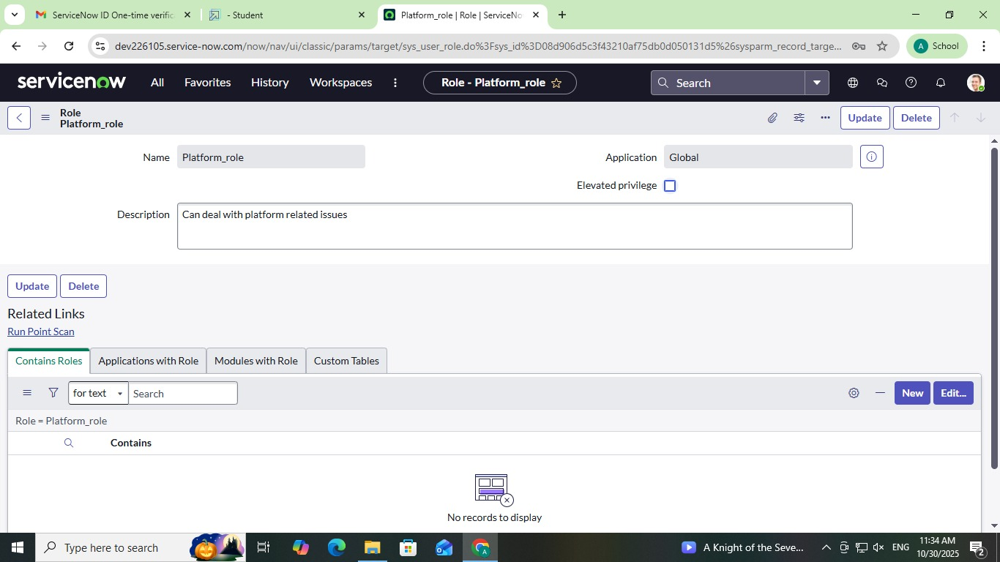 ServiceNow ID One-time verific
- Student
Platform_role | Role | ServiceNo
dev226105.service-now.com/now/nav/ui/classic/params/target/sys_user_role.do%3Fsys_id%3D08d906d5c3f43210af75db0d050131d5%26sysparm_record_targe...
A School
servicenow All Favorites History Workspaces Role - Platform_role Search
Role
Platform_role
Update Delete
Name Platform_role Application Global
Elevated privilege
Description Can deal with platform related issues
Update Delete
Related Links
Run Point Scan
Contains Roles Applications with Role Modules with Role Custom Tables
for text Search New Edit...
Role = Platform_role
Contains
No records to display
Type here to search
A Knight of the Seve...
ENG
11:34 AM
10/30/2025
2